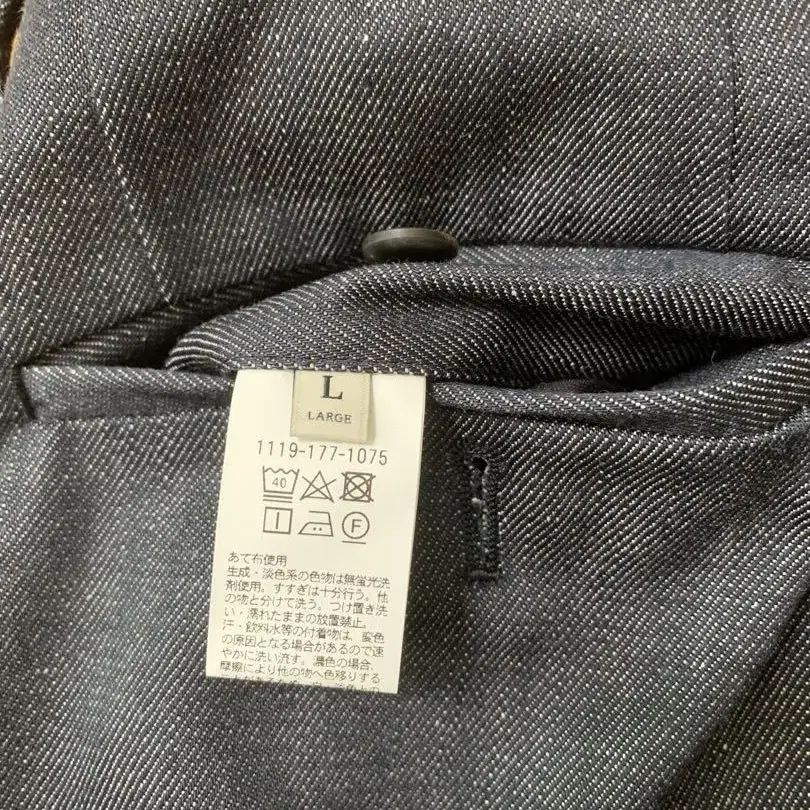 L
LARGE
1119-177-1075
40
F
あて布使用
生成・淡色系の色物は無蛍光洗
剤使用。すすぎは十分行う。他
の物と分けて洗う。つけ置き洗
い・濡れたままの放置禁止。
汗・飲料水等の付着物は、変色
の原因となる場合があるので速
やかに洗い流す。濃色の場合、
摩擦により他の物へ色移りする